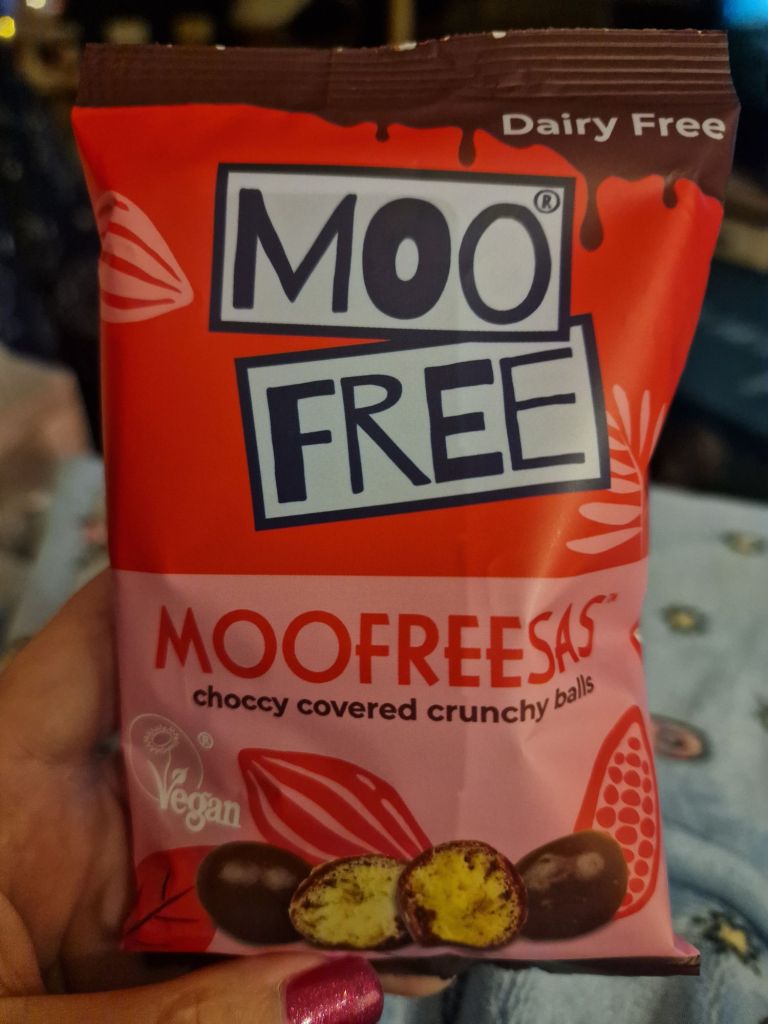 Dairy Free
MOO®
FREE
MOOFREESAS™
choccy covered crunchy balls
®
Vegan